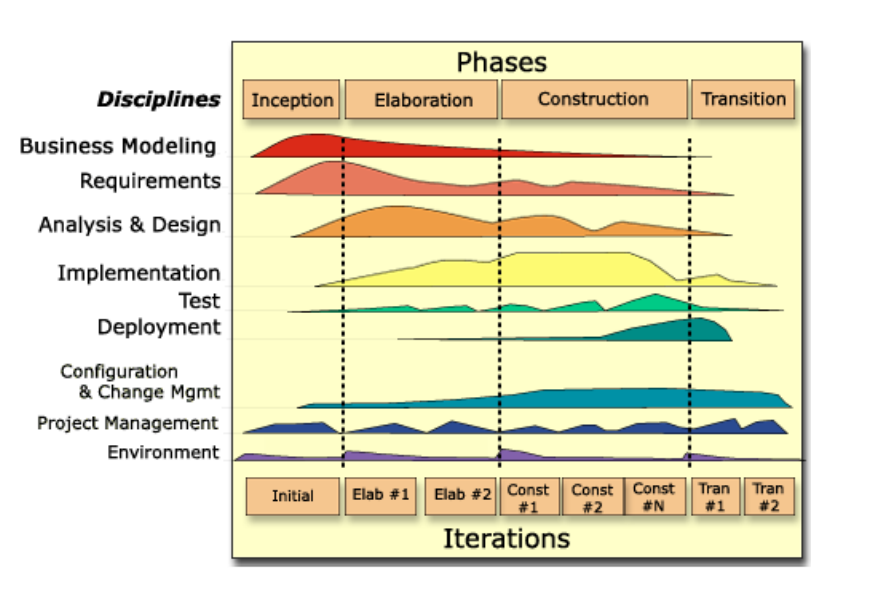 Phases
Disciplines
Inception
Elaboration
Construction
Transition
Business Modeling
Requirements
Analysis & Design
Implementation
Test
Deployment
Configuration
& Change Mgmt
Project Management
Environment
Initial
Elab #1
Elab #2
Const
#1
Const
#2
Const
#N
Tran
#1
Tran
#2
Iterations